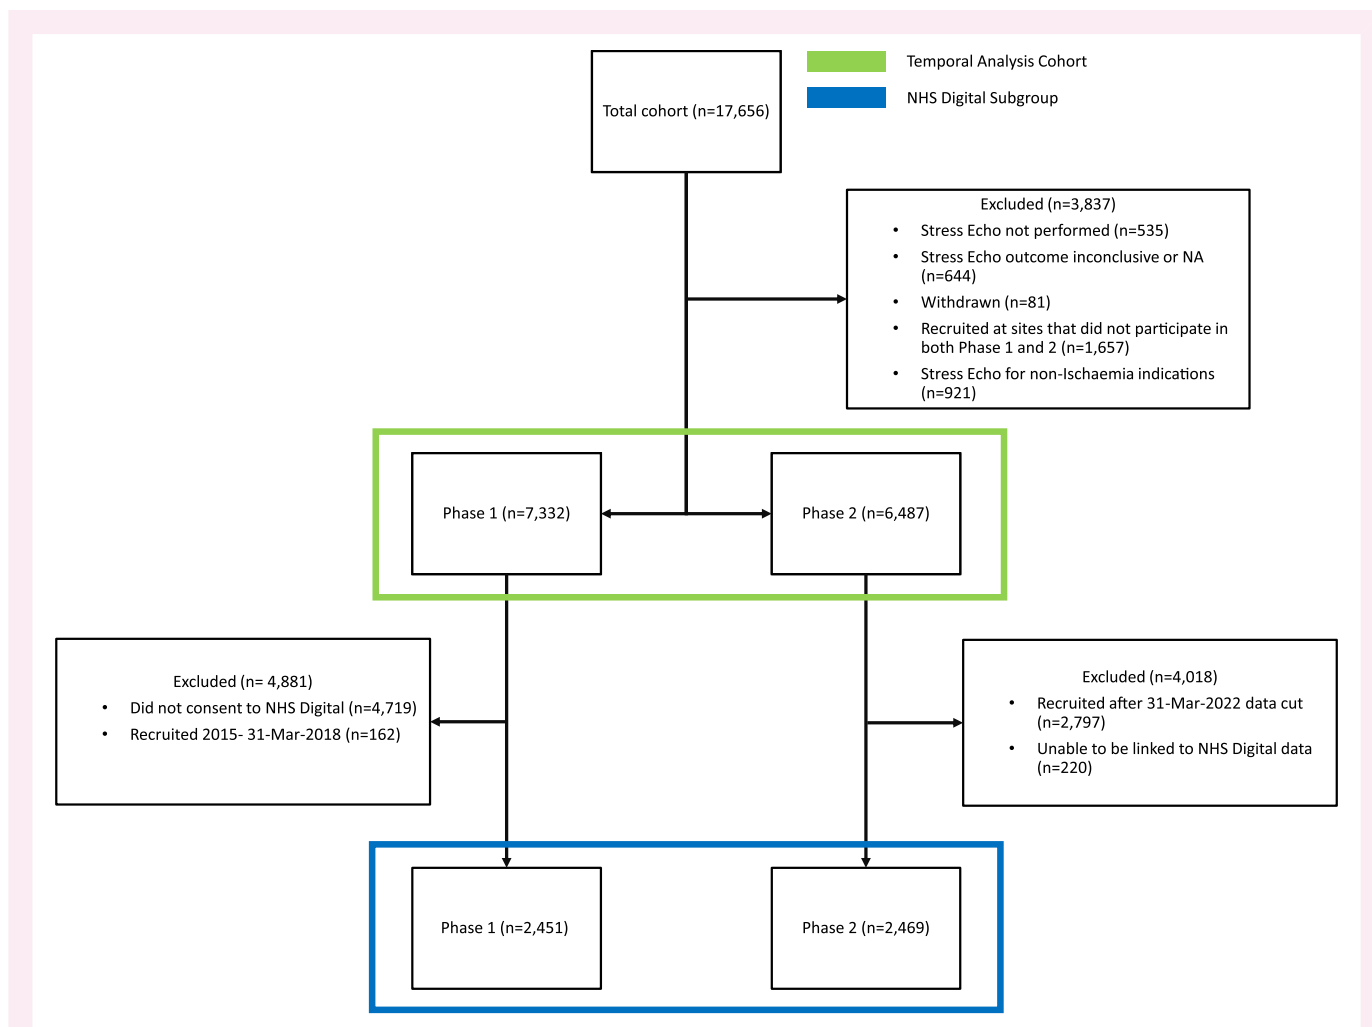 Total cohort (n=17,656)
Temporal Analysis Cohort
NHS Digital Subgroup
Excluded (n=3,837)
• Stress Echo not performed (n=535)
• Stress Echo outcome inconclusive or NA
(n=644)
• Withdrawn (n=81)
• Recruited at sites that did not participate in
both Phase 1 and 2 (n=1,657)
• Stress Echo for non-Ischaemia indications
(n=921)
Phase 1 (n=7,332)
Phase 2 (n=6,487)
Excluded (n= 4,881)
• Did not consent to NHS Digital (n=4,719)
• Recruited 2015- 31-Mar-2018 (n=162)
Excluded (n=4,018)
• Recruited after 31-Mar-2022 data cut
(n=2,797)
• Unable to be linked to NHS Digital data
(n=220)
Phase 1 (n=2,451)
Phase 2 (n=2,469)